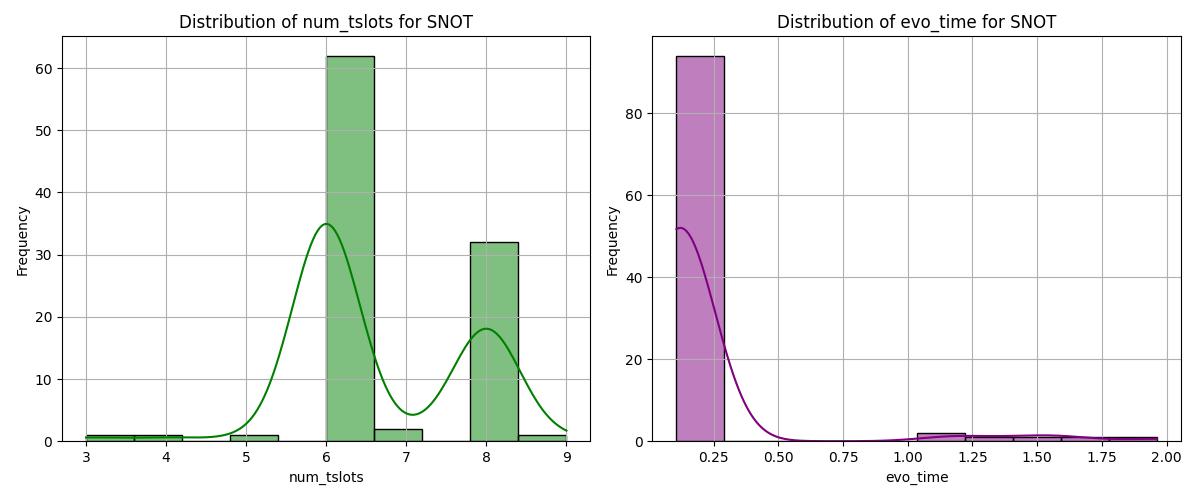 Distribution of num_tslots for SNOT
Frequency
60
50
40
30
20
10
0
3 4 5 6 7 8 9
num_tslots
Distribution of evo_time for SNOT
Frequency
80
60
40
20
0
0.25 0.50 0.75 1.00 1.25 1.50 1.75 2.00
evo_time